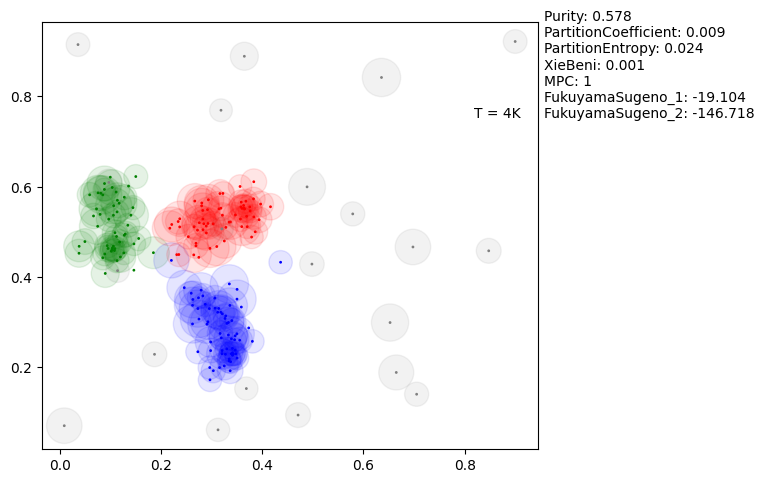 Purity: 0.578
PartitionCoefficient: 0.009
PartitionEntropy: 0.024
XieBeni: 0.001
MPC: 1
FukuyamaSugeno_1: -19.104
FukuyamaSugeno_2: -146.718
T = 4K
0.8
0.6
0.4
0.2
0.0 0.2 0.4 0.6 0.8